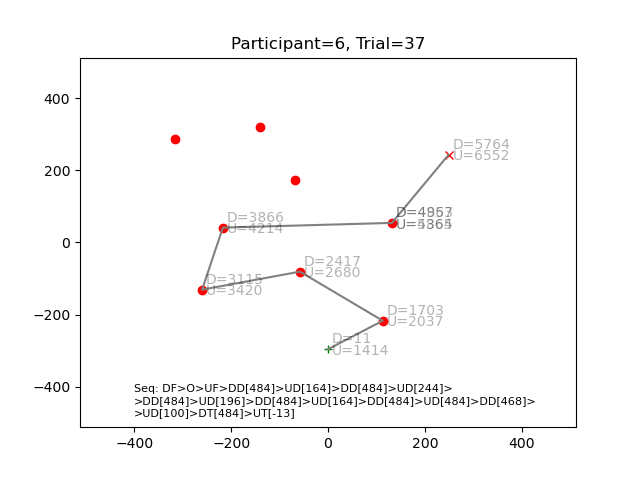 Participant=6, Trial=37
400
200
0
−200
−400
D=5764
U=6552
D=3866
U=4214
D=3115
U=3420
D=2417
U=2680
D=1703
U=2037
D=11
U=1414
Seq: DF>O>UF>DD[484]>UD[164]>DD[484]>UD[244]>
>DD[484]>UD[196]>DD[484]>UD[164]>DD[484]>UD[484]>DD[468]>
>UD[100]>DT[484]>UT[-13]
−400
−200
0
200
400